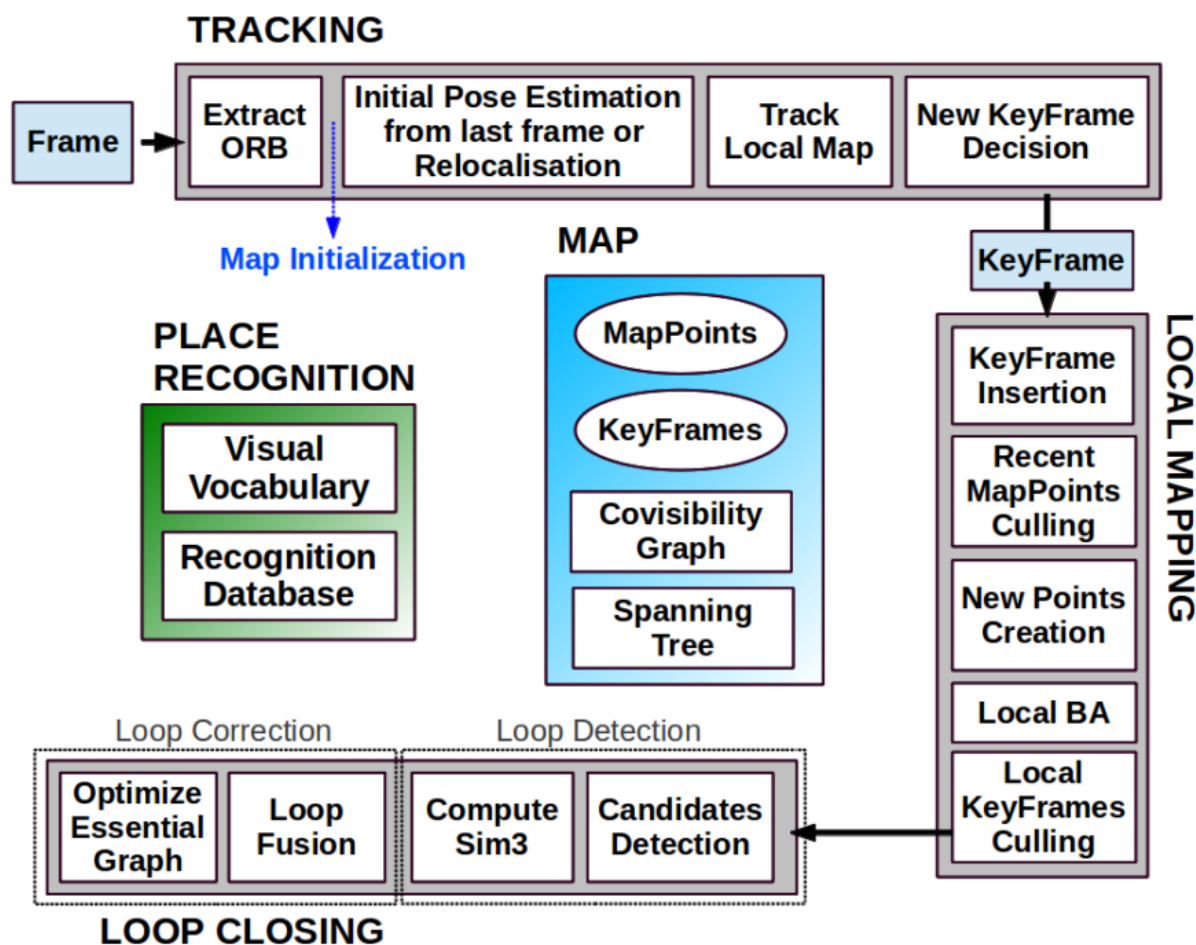 TRACKING
Frame
Extract
ORB
Initial Pose Estimation
from last frame or
Relocalisation
Track
Local Map
New KeyFrame
Decision
Map Initialization
MAP
KeyFrame
MapPoints
KeyFrames
Covisibility
Graph
Spanning
Tree
PLACE
RECOGNITION
Visual
Vocabulary
Recognition
Database
LOCAL MAPPING
KeyFrame
Insertion
Recent
MapPoints
Culling
New Points
Creation
Local BA
Local
KeyFrames
Culling
Loop Correction
Loop Detection
Optimize
Essential
Graph
Loop
Fusion
Compute
Sim3
Candidates
Detection
LOOP CLOSING